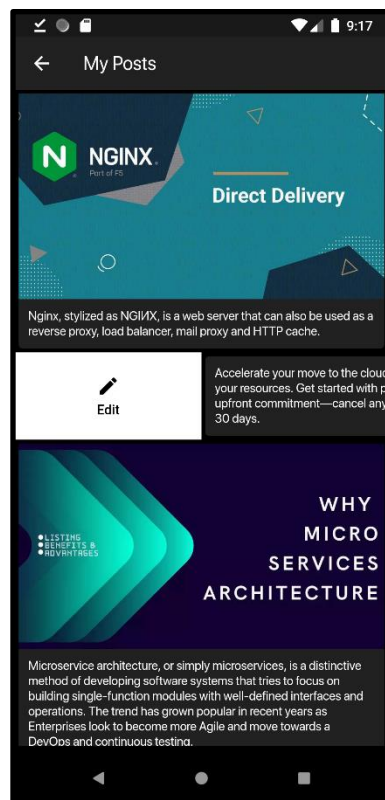 9:17
My Posts
NGINX
Part of F5
Direct Delivery
Nginx, stylized as NGIИX, is a web server that can also be used as a
reverse proxy, load balancer, mail proxy and HTTP cache.
Edit
Accelerate your move to the cloud
your resources. Get started with p
upfront commitment—cancel any
30 days.
LISTING
BENEFITS &
ADVANTAGES
WHY
MICRO
SERVICES
ARCHITECTURE
Microservice architecture, or simply microservices, is a distinctive
method of developing software systems that tries to focus on
building single-function modules with well-defined interfaces and
operations. The trend has grown popular in recent years as
Enterprises look to become more Agile and move towards a
DevOps and continuous testing.